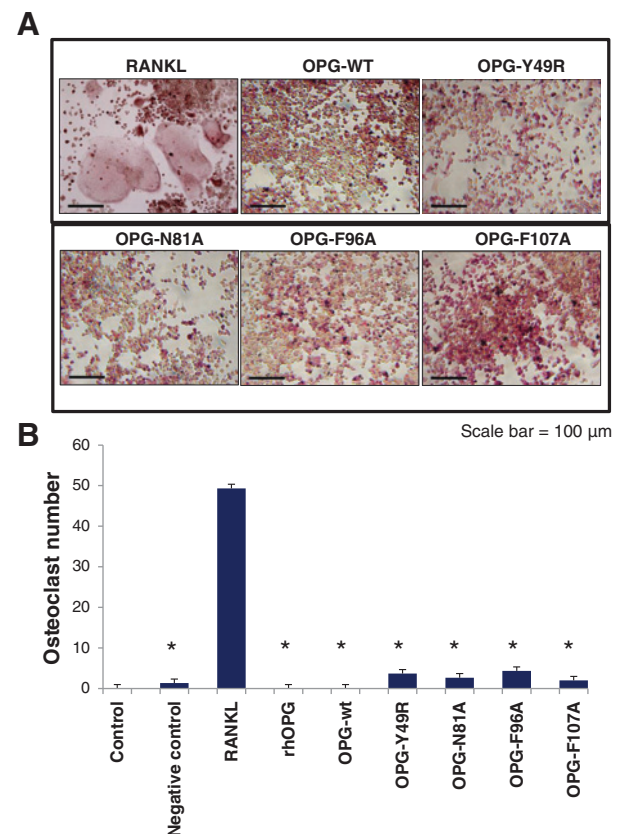 A
RANKL OPG-WT OPG-Y49R
OPG-N81A OPG-F96A OPG-F107A
Scale bar = 100 μm
B
60
50
40
30
20
10
0
Osteoclast number
* * * * * * *
Control Negative control RANKL rhOPG OPG-wt OPG-Y49R OPG-N81A OPG-F96A OPG-F107A